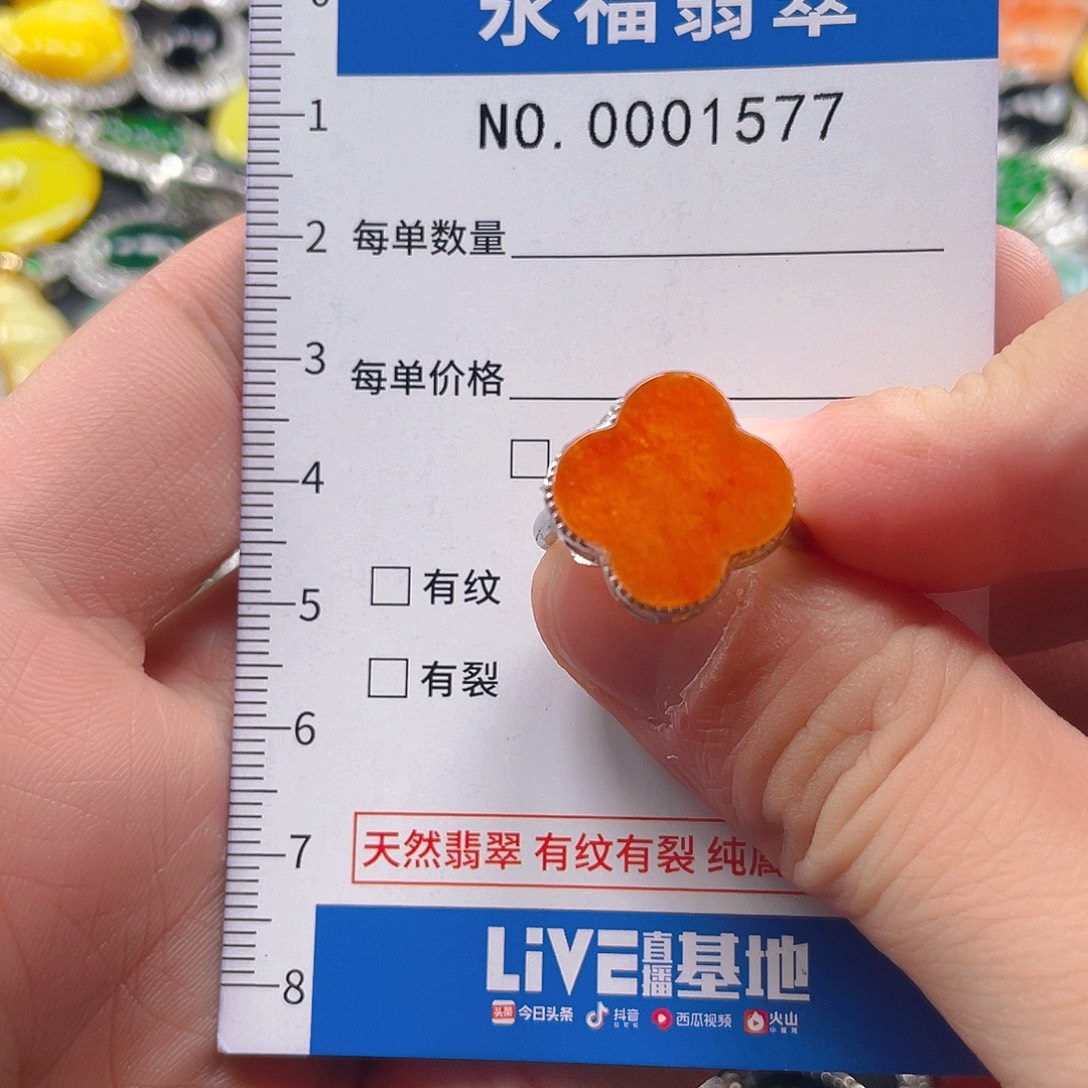 永福翡翠
NO. 0001577
1
2 每单数量
3 每单价格
4
5 有纹
有裂
6
7 天然翡翠 有纹有裂 纯属
LiVE直播基地
8
头条 今日头条 抖音 西瓜视频 火山